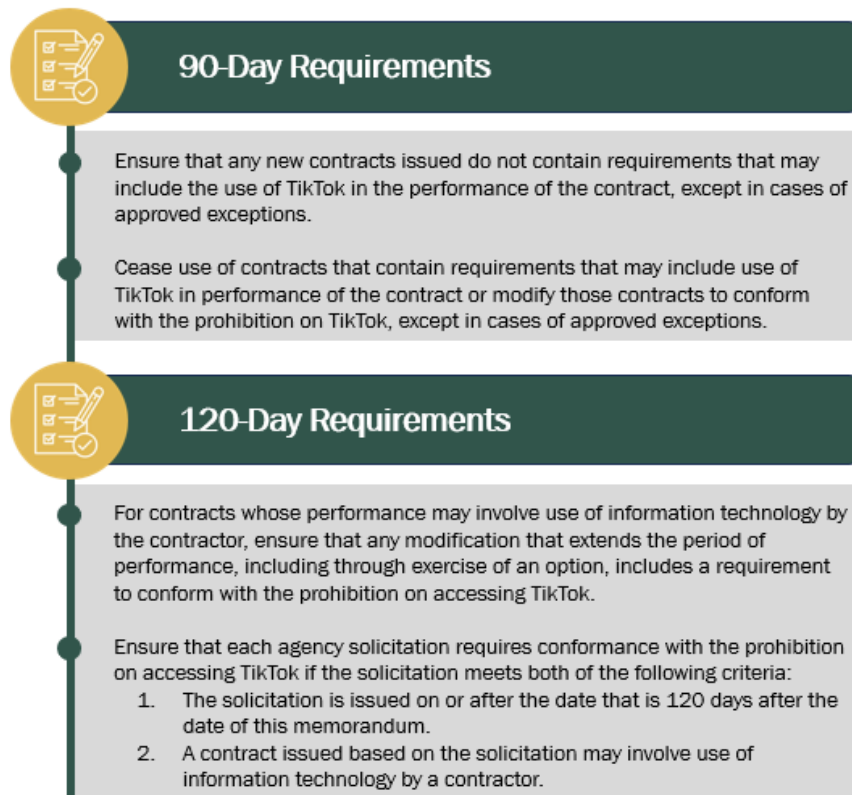 90-Day Requirements
Ensure that any new contracts issued do not contain requirements that may
include the use of TikTok in the performance of the contract, except in cases of
approved exceptions.
Cease use of contracts that contain requirements that may include use of
TikTok in performance of the contract or modify those contracts to conform
with the prohibition on TikTok, except in cases of approved exceptions.
120-Day Requirements
For contracts whose performance may involve use of information technology by
the contractor, ensure that any modification that extends the period of
performance, including through exercise of an option, includes a requirement
to conform with the prohibition on accessing TikTok.
Ensure that each agency solicitation requires conformance with the prohibition
on accessing TikTok if the solicitation meets both of the following criteria:
1. The solicitation is issued on or after the date that is 120 days after the
date of this memorandum.
2. A contract issued based on the solicitation may involve use of
information technology by a contractor.